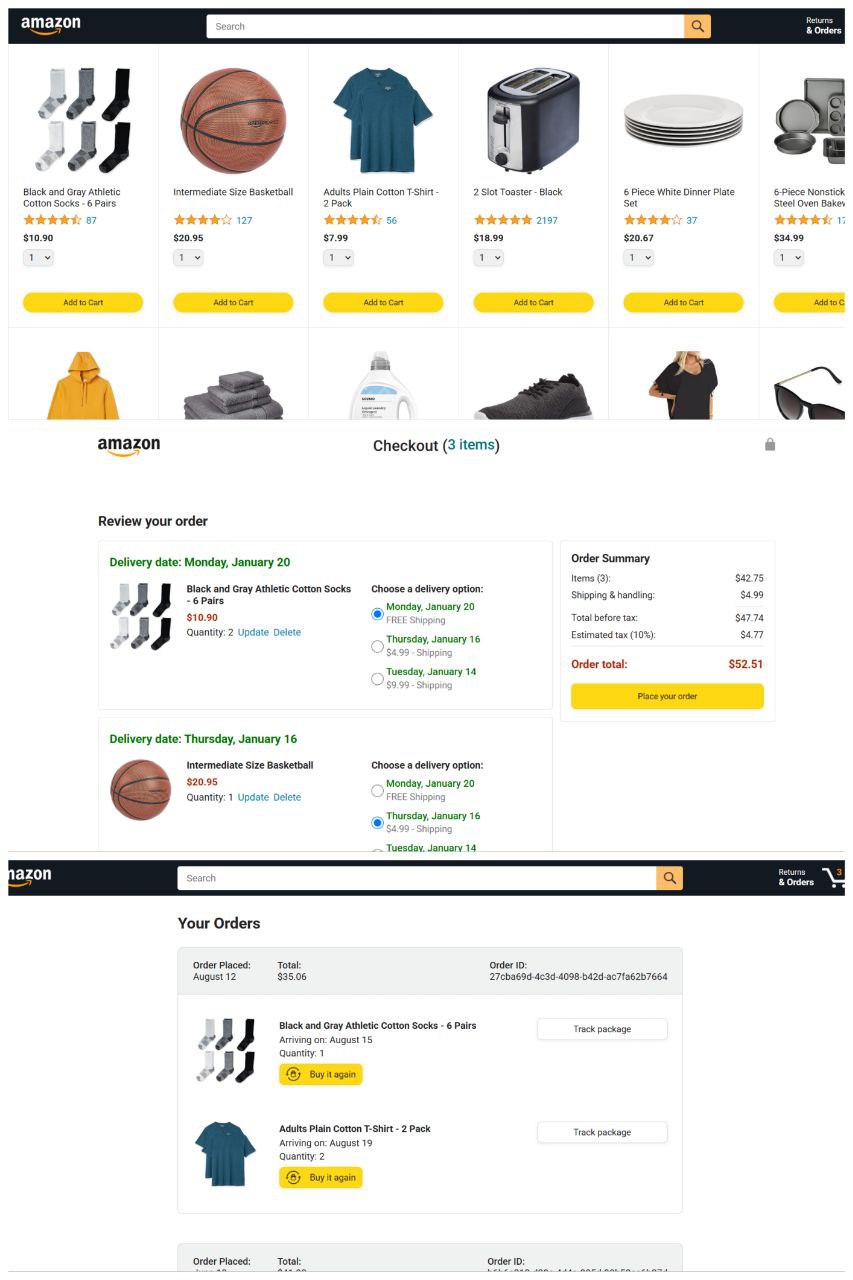 amazon
Search
Returns
& Orders
Black and Gray Athletic
Cotton Socks - 6 Pairs
87
$10.90
1
Add to Cart
Intermediate Size Basketball
127
$20.95
1
Add to Cart
Adults Plain Cotton T-Shirt -
2 Pack
56
$7.99
1
Add to Cart
2 Slot Toaster - Black
2197
$18.99
1
Add to Cart
6 Piece White Dinner Plate
Set
37
$20.67
1
Add to Cart
6-Piece Nonstick
Steel Oven
$34.99
1
Add to
amazon
Checkout (3 items)
Review your order
Delivery date: Monday, January 20
Black and Gray Athletic Cotton Socks
- 6 Pairs
$10.90
Quantity: 2 Update Delete
Choose a delivery option:
Monday, January 20
FREE Shipping
Thursday, January 16
$4.99 - Shipping
Tuesday, January 14
$9.99 - Shipping
Order Summary
Items (3): $42.75
Shipping & handling: $4.99
Total before tax: $47.74
Estimated tax (10%): $4.77
Order total: $52.51
Place your order
Delivery date: Thursday, January 16
Intermediate Size Basketball
$20.95
Quantity: 1 Update Delete
Choose a delivery option:
Monday, January 20
FREE Shipping
Thursday, January 16
$4.99 - Shipping
Tuesday, January 14
mazon
Search
Returns
& Orders
3
Your Orders
Order Placed:
August 12
Total:
$35.06
Order ID:
27cba69d-4c3d-4098-b42d-ac7fa62b7664
Black and Gray Athletic Cotton Socks - 6 Pairs
Arriving on: August 15
Quantity: 1
Buy it again
Track package
Adults Plain Cotton T-Shirt - 2 Pack
Arriving on: August 19
Quantity: 2
Buy it again
Track package
Order Placed:
Total:
Order ID: